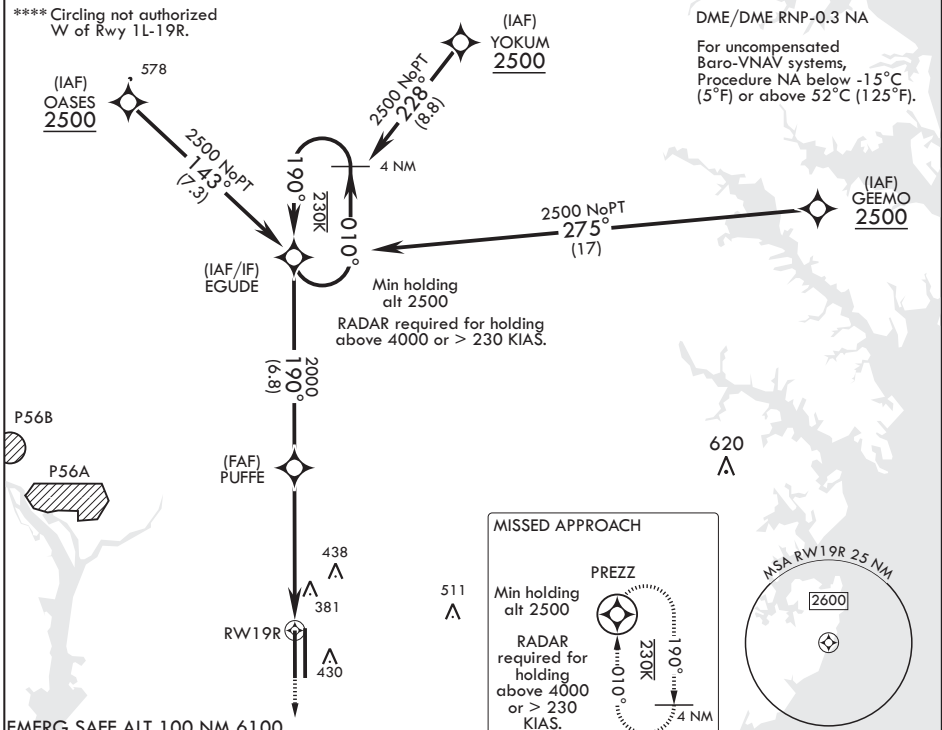 **** Circling not authorized
W of Rwy 1L-19R.
(IAF)
YOKUM
2500
DME/DME RNP-0.3 NA
For uncompensated
Baro-VNAV systems,
Procedure NA below -15°C
(5°F) or above 52°C (125°F).
578
(IAF)
OASES
2500
2500 NoPT
228°
(8.8)
2500 NoPT
143°
(7.3)
4 NM
190°
230K
010°
(IAF)
GEEMO
2500
2500 NoPT
275°
(17)
(IAF/IF)
EGUDE
Min holding
alt 2500
RADAR required for holding
above 4000 or > 230 KIAS.
2000
190°
(6.8)
P56B
P56A
(FAF)
PUFFE
620
438
381
511
RW19R
430
MISSED APPROACH
PREZZ
Min holding
alt 2500
RADAR
required for
holding
above 4000
or > 230
KIAS.
230K
190°
010°
4 NM
MSA RW19R 25 NM
2600
EMERG SAFE ALT 100 NM 6100